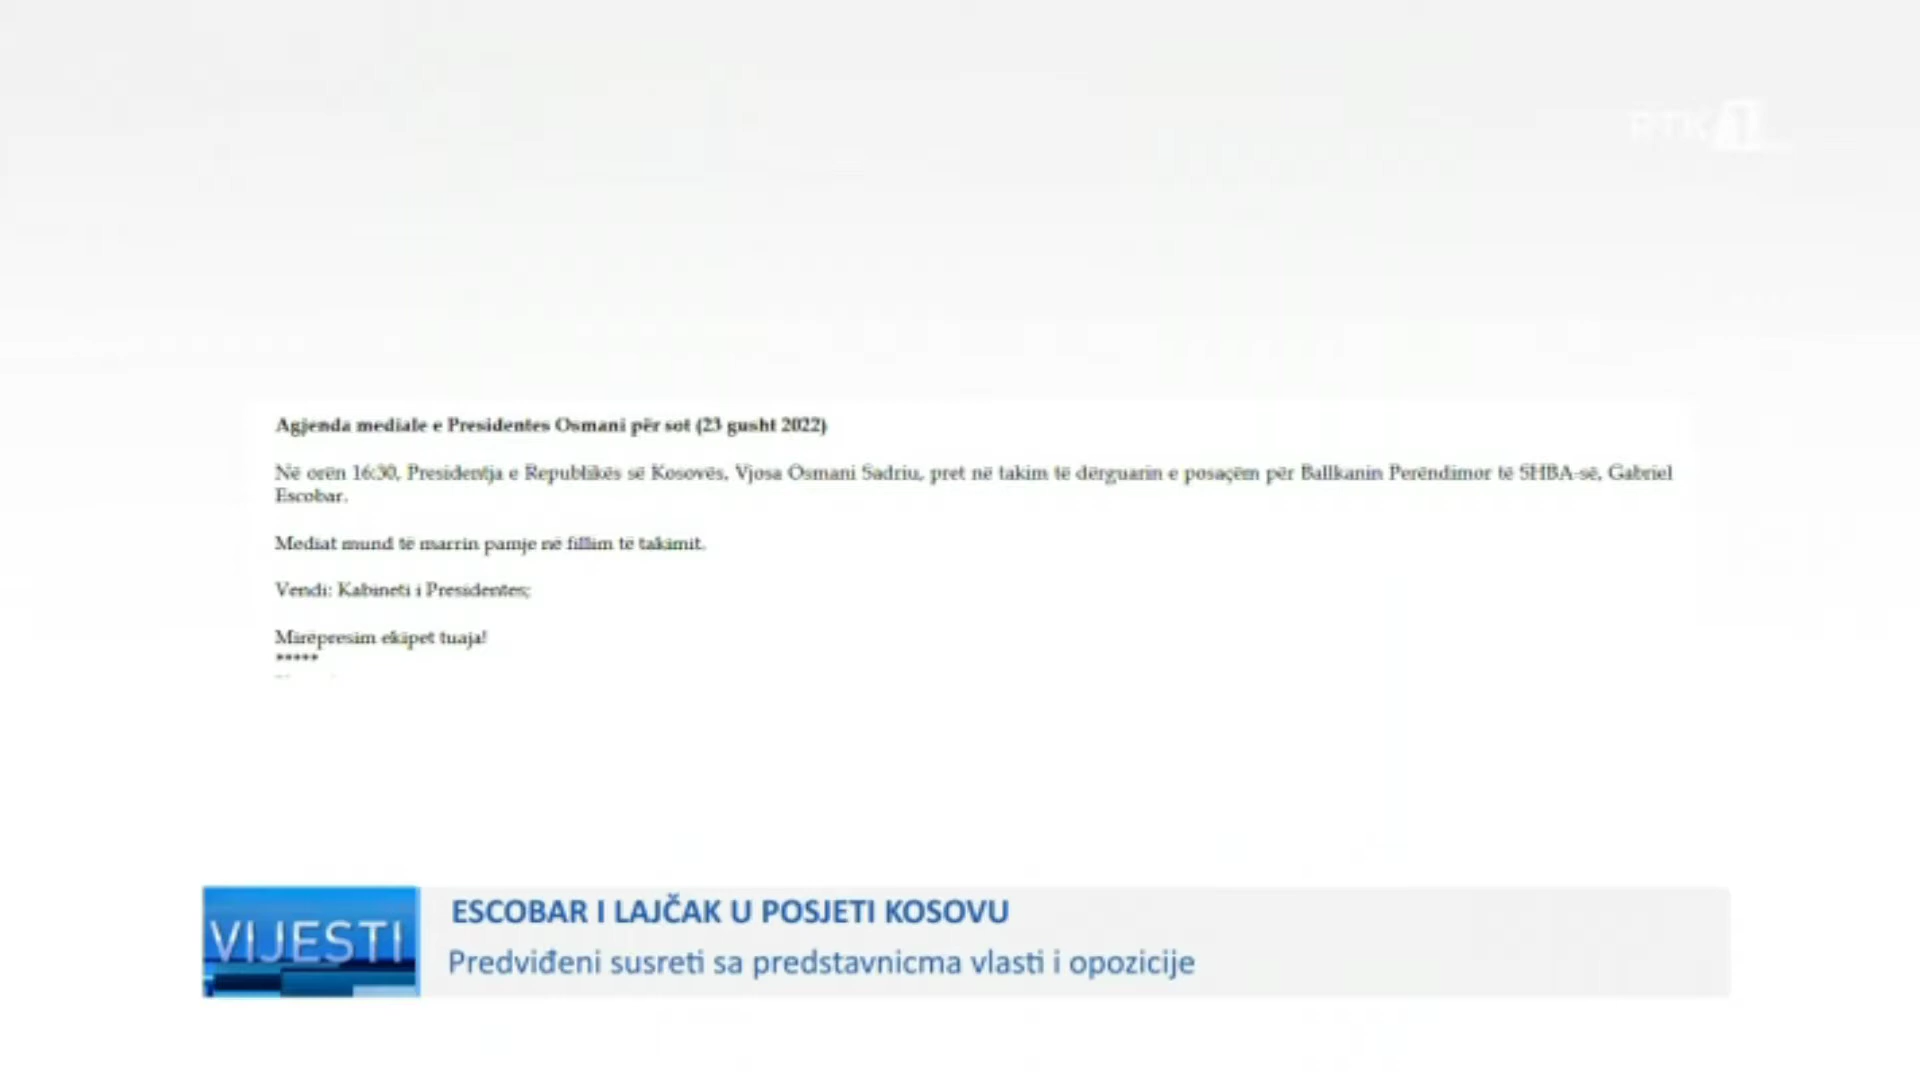 RTK 1
Agjenda mediale e Presidentes Osmani për sot (23 gusht 2022)
Në orën 16:30, Presidentja e Republikës së Kosovës, Vjosa Osmani Sadriu, pret në takim të dërguarin e posaçëm për Ballkanin Perëndimor të SHBA-së, Gabriel
Escobar.
Mediat mund të marrin pamje në fillim të takimit.
Vendi: Kabineti i Presidentes;
Mirëpresim ekipet tuaja!
*****
VIJESTI
ESCOBAR I LAJČAK U POSJETI KOSOVU
Predviđeni susreti sa predstavnicma vlasti i opozicije